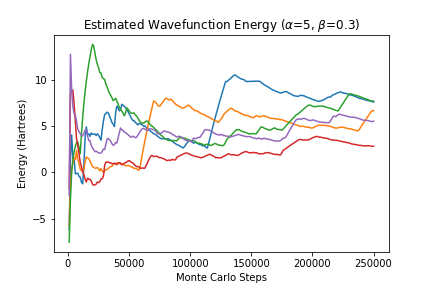 Estimated Wavefunction Energy (α=5, β=0.3)
Energy (Hartrees)
10
5
0
−5
0 50000 100000 150000 200000 250000
Monte Carlo Steps